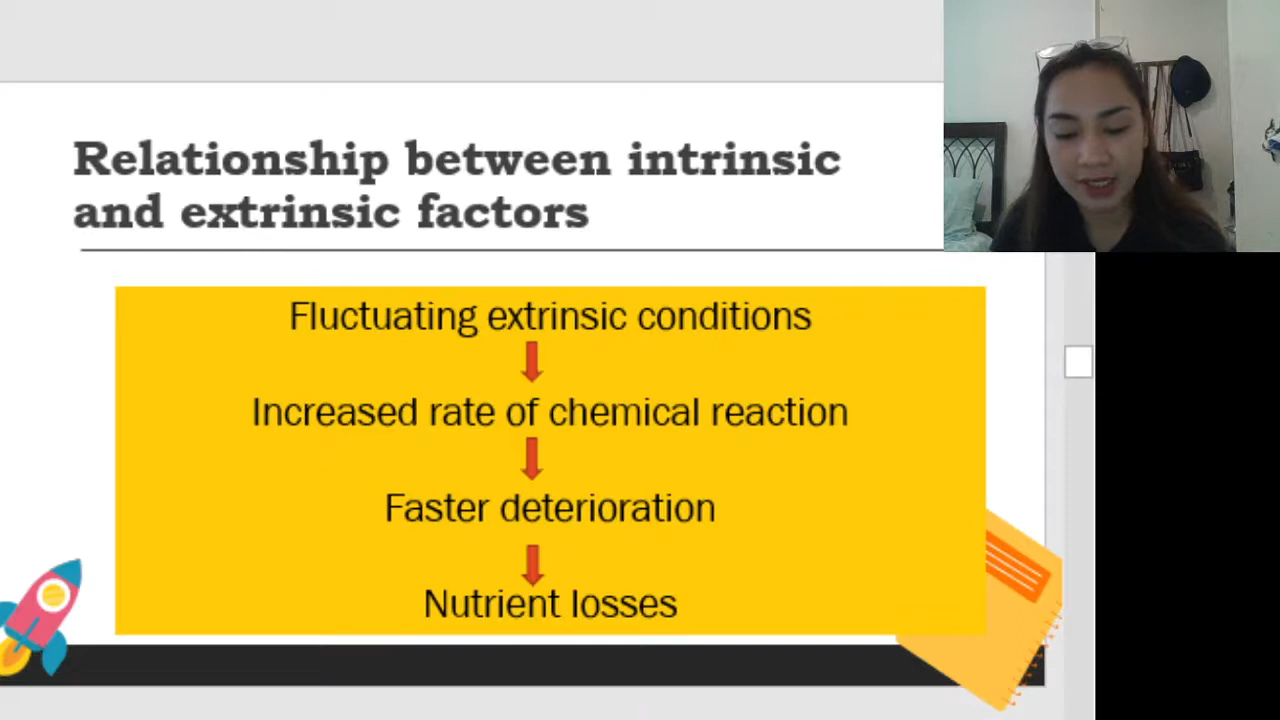 Relationship between intrinsic
and extrinsic factors
Fluctuating extrinsic conditions
Increased rate of chemical reaction
Faster deterioration
Nutrient losses